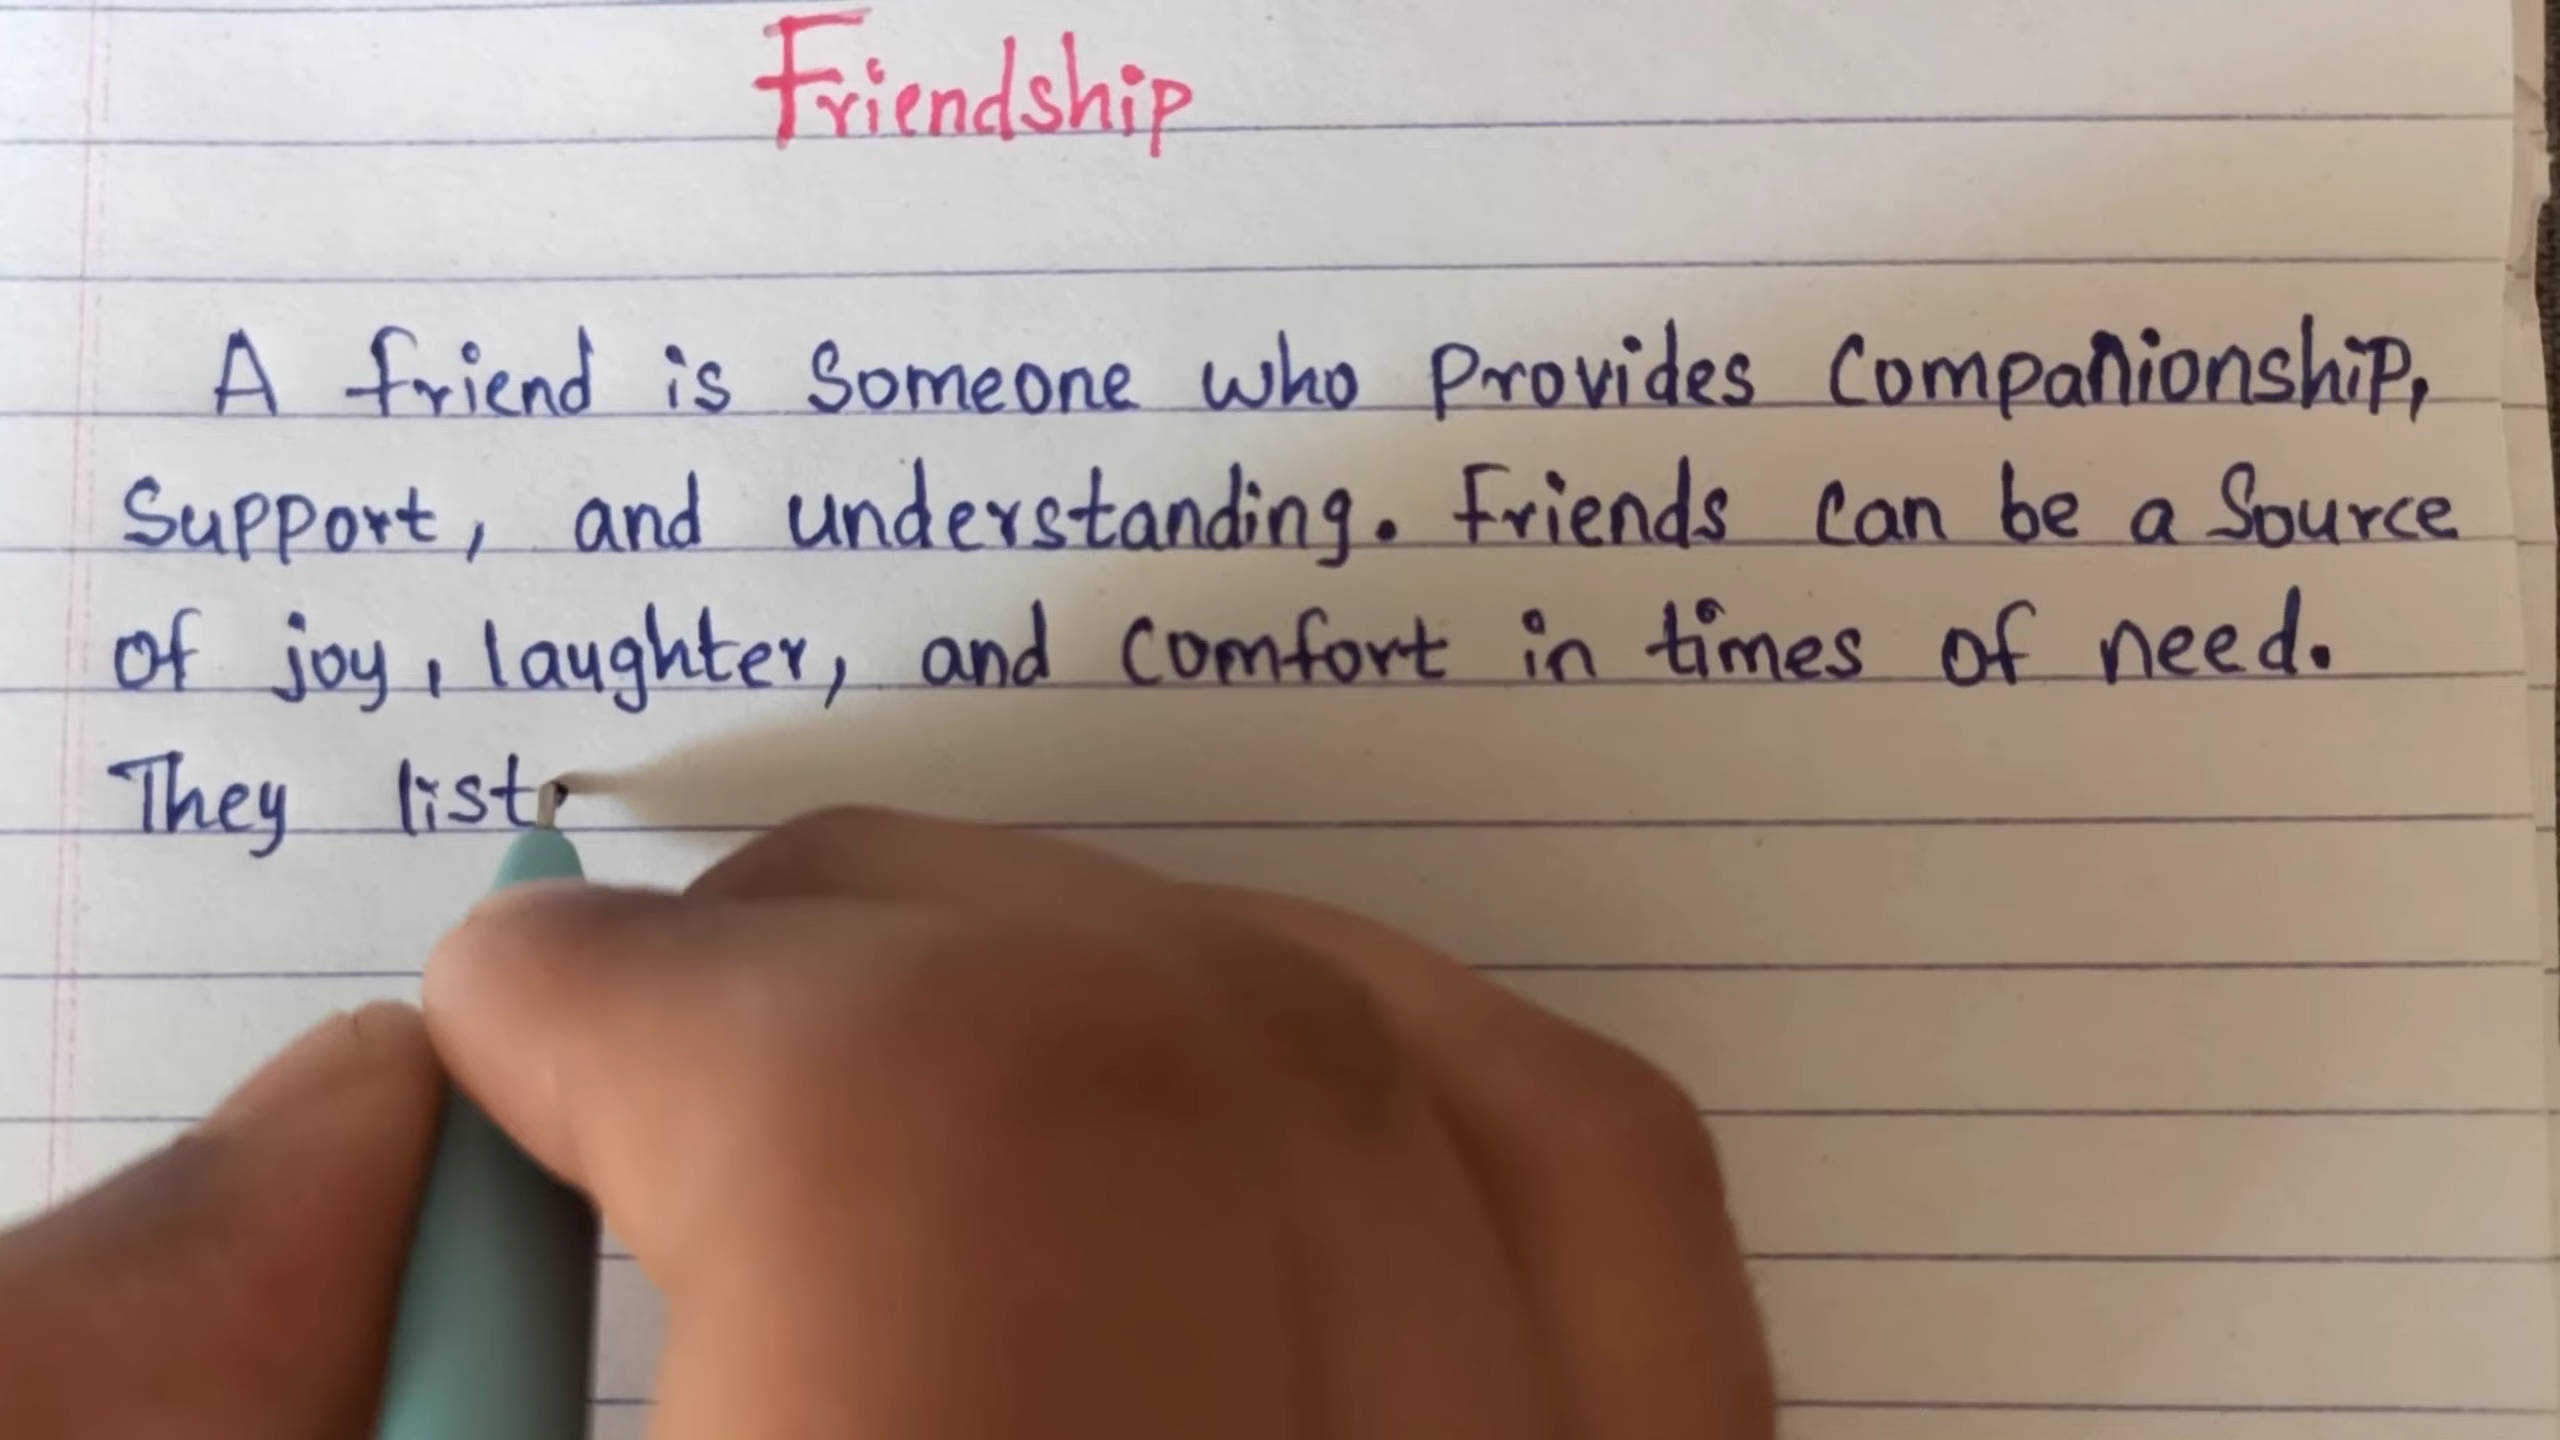 Friendship
A friend is Someone who Provides Companionship,
Support, and understanding. Friends can be a Source
of joy, laughter, and Comfort in times of need.
They list